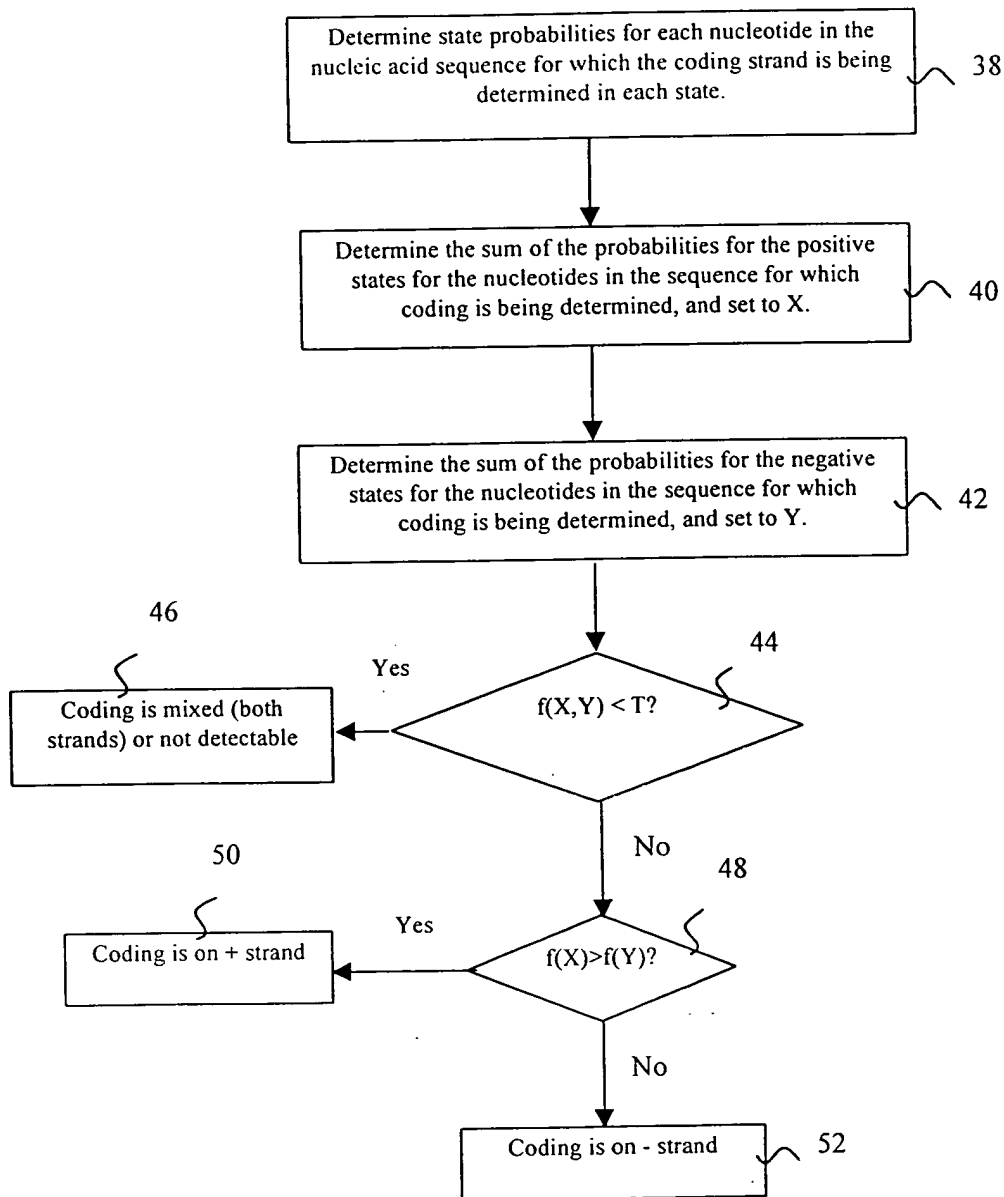 Determine state probabilities for each nucleotide in the
nucleic acid sequence for which the coding strand is being
determined in each state.
38
Determine the sum of the probabilities for the positive
states for the nucleotides in the sequence for which
coding is being determined, and set to X.
40
Determine the sum of the probabilities for the negative
states for the nucleotides in the sequence for which
coding is being determined, and set to Y.
42
46
44
Yes
f(X,Y) < T?
Coding is mixed (both
strands) or not detectable
No
50
48
Yes
Coding is on + strand
f(X)>f(Y)?
No
Coding is on - strand
52